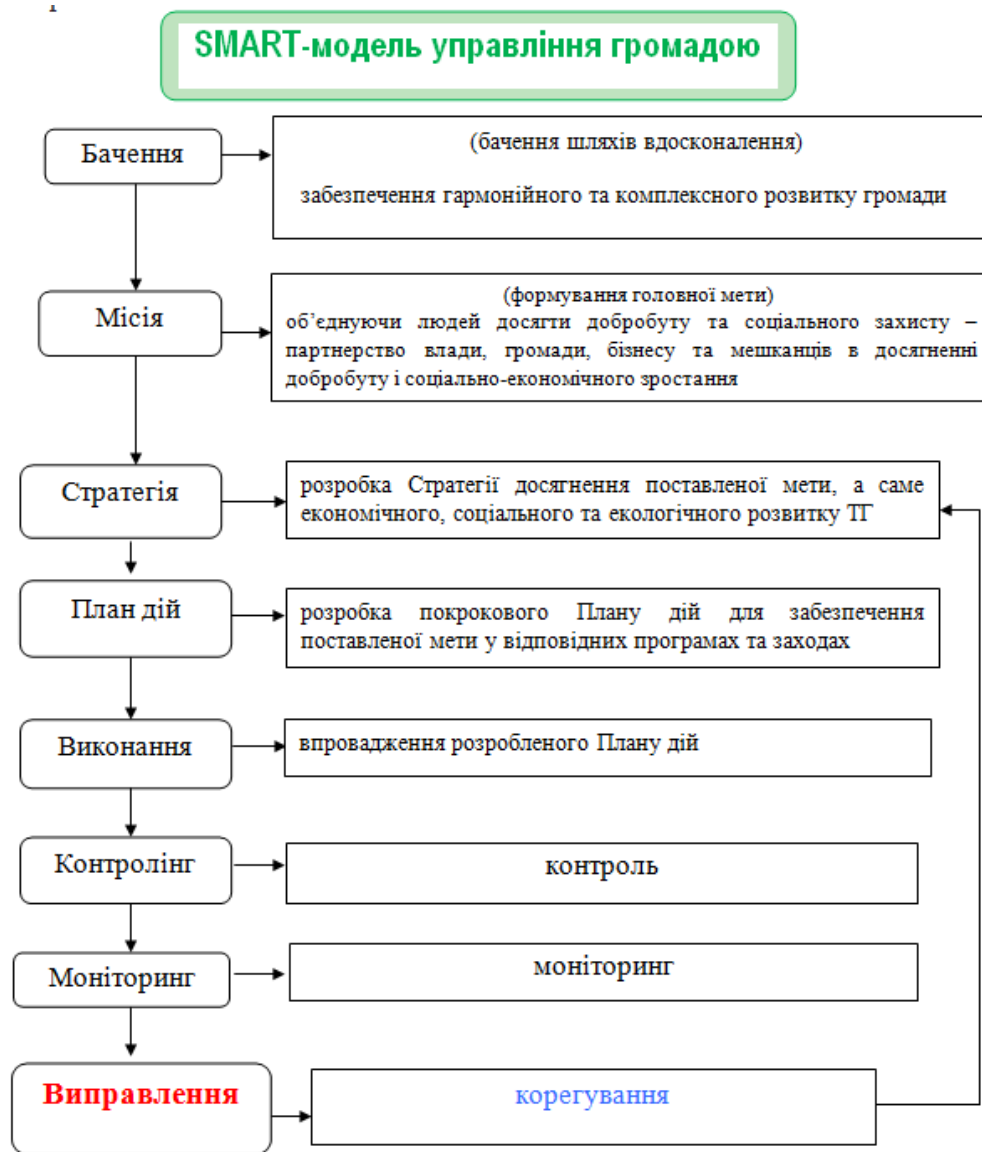 SMART-модель управління громадою
Бачення
(бачення шляхів вдосконалення)
забезпечення гармонійного та комплексного розвитку громади
Місія
(формування головної мети)
об’єднуючи людей досягти добробуту та соціального захисту –
партнерство влади, громади, бізнесу та мешканців в досягненні
добробуту і соціально-економічного зростання
Стратегія
розробка Стратегії досягнення поставленої мети, а саме
економічного, соціального та екологічного розвитку ТГ
План дій
розробка покрокового Плану дій для забезпечення
поставленої мети у відповідних програмах та заходах
Виконання
впровадження розробленого Плану дій
Контролінг
контроль
Моніторинг
моніторинг
Виправлення
корегування